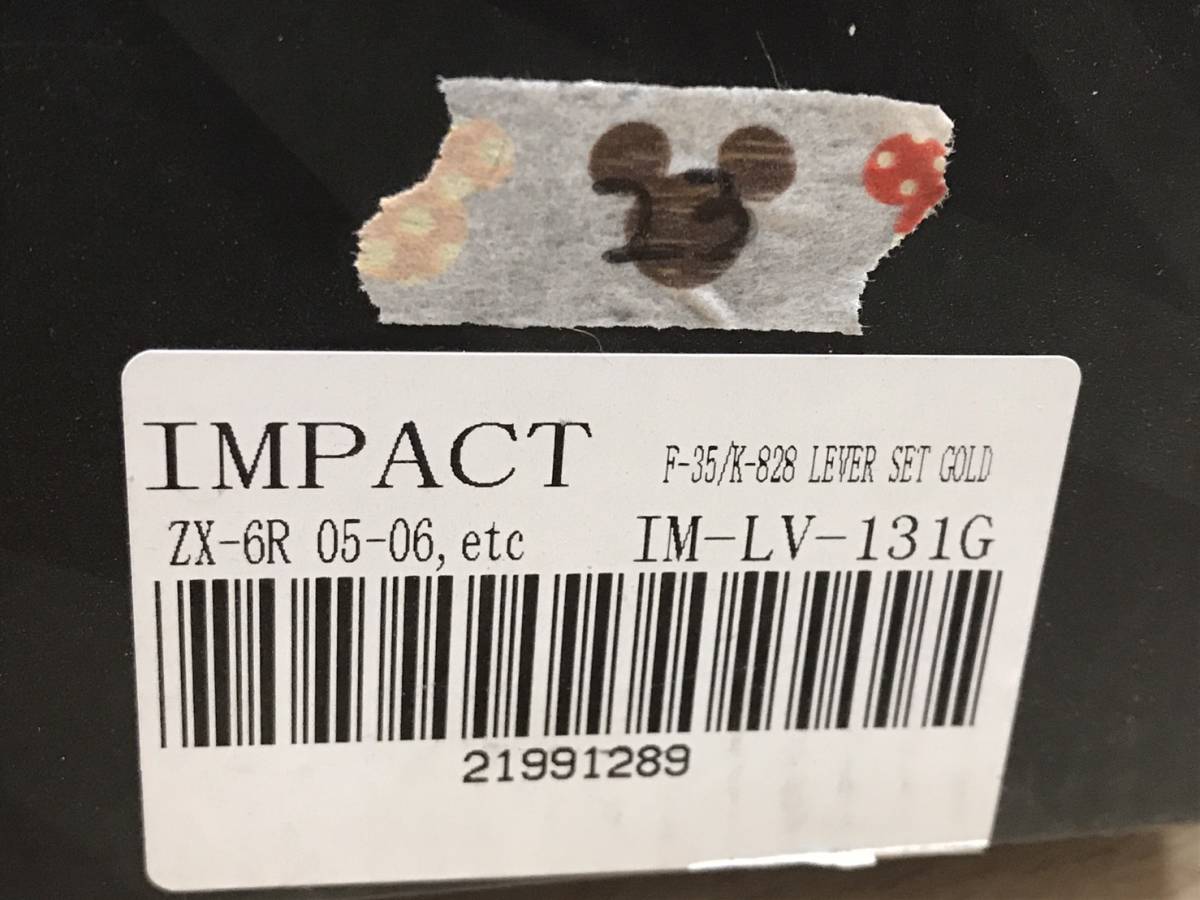 IMPACT F-35/K-828 LEVER SET GOLD
ZX-6R 05-06, etc IM-LV-131G
21991289